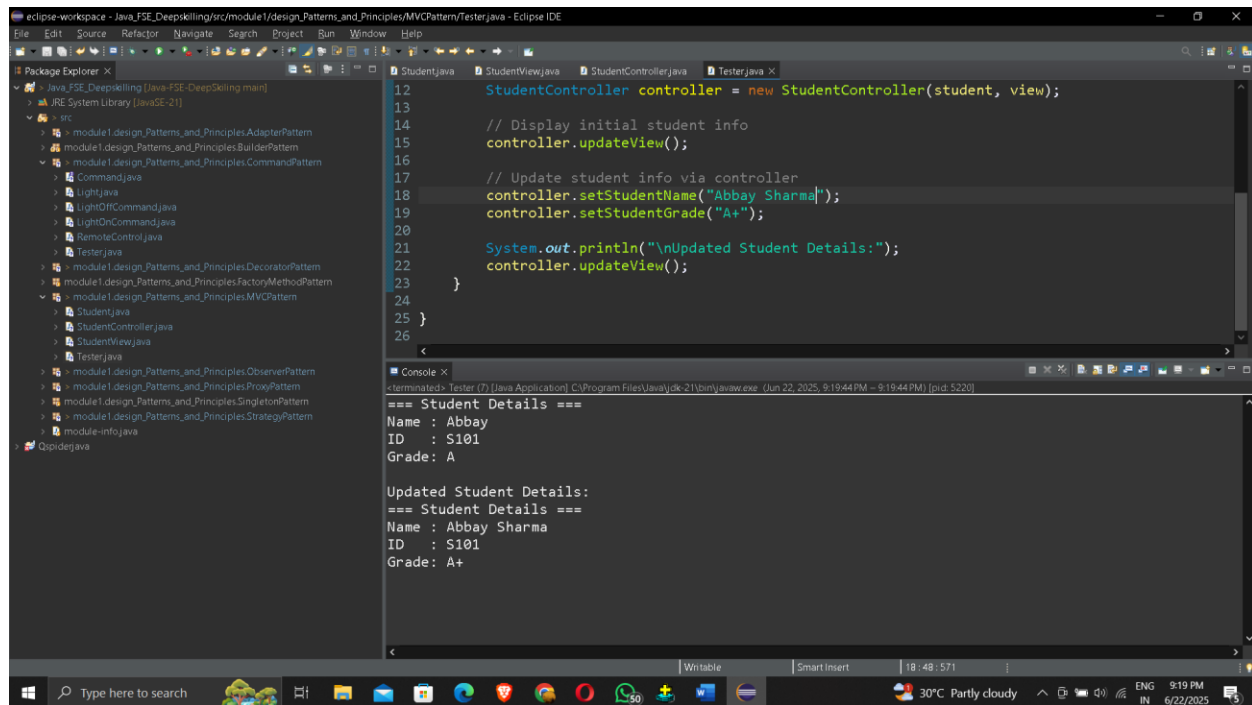 eclipse-workspace - Java_FSE_Deepskilling/src/module1/design_Patterns_and_Principles/MVCPattern/Tester.java - Eclipse IDE
File Edit Source Refactor Navigate Search Project Run Window Help
Package Explorer
> Java_FSE_Deepskilling [Java-FSE-DeepSkiling main]
JRE System Library [JavaSE-21]
> src
> module1.design_Patterns_and_Principles.AdapterPattern
module1.design_Patterns_and_Principles.BuilderPattern
> module1.design_Patterns_and_Principles.CommandPattern
Command.java
Light.java
LightOffCommand.java
LightOnCommand.java
RemoteControl.java
Tester.java
> module1.design_Patterns_and_Principles.DecoratorPattern
module1.design_Patterns_and_Principles.FactoryMethodPattern
> module1.design_Patterns_and_Principles.MVCPattern
Student.java
StudentController.java
StudentView.java
Tester.java
> module1.design_Patterns_and_Principles.ObserverPattern
> module1.design_Patterns_and_Principles.ProxyPattern
module1.design_Patterns_and_Principles.SingletonPattern
> module1.design_Patterns_and_Principles.StrategyPattern
module-info.java
Qspiderjava
Student.java StudentView.java StudentController.java Tester.java
12 StudentController controller = new StudentController(student, view);
13
14 // Display initial student info
15 controller.updateView();
16
17 // Update student info via controller
18 controller.setStudentName("Abbay Sharma");
19 controller.setStudentGrade("A+");
20
21 System.out.println("\nUpdated Student Details:");
22 controller.updateView();
23 }
24
25 }
26
Console
<terminated> Tester (7) [Java Application] C:\Program Files\Java\jdk-21\bin\javaw.exe (Jun 22, 2025, 9:19:44 PM – 9:19:44 PM) [pid: 5220]
=== Student Details ===
Name : Abbay
ID : S101
Grade: A
Updated Student Details:
=== Student Details ===
Name : Abbay Sharma
ID : S101
Grade: A+
Writable Smart Insert 18 : 48 : 571
Type here to search
50
30°C Partly cloudy
ENG
IN
9:19 PM
6/22/2025
5